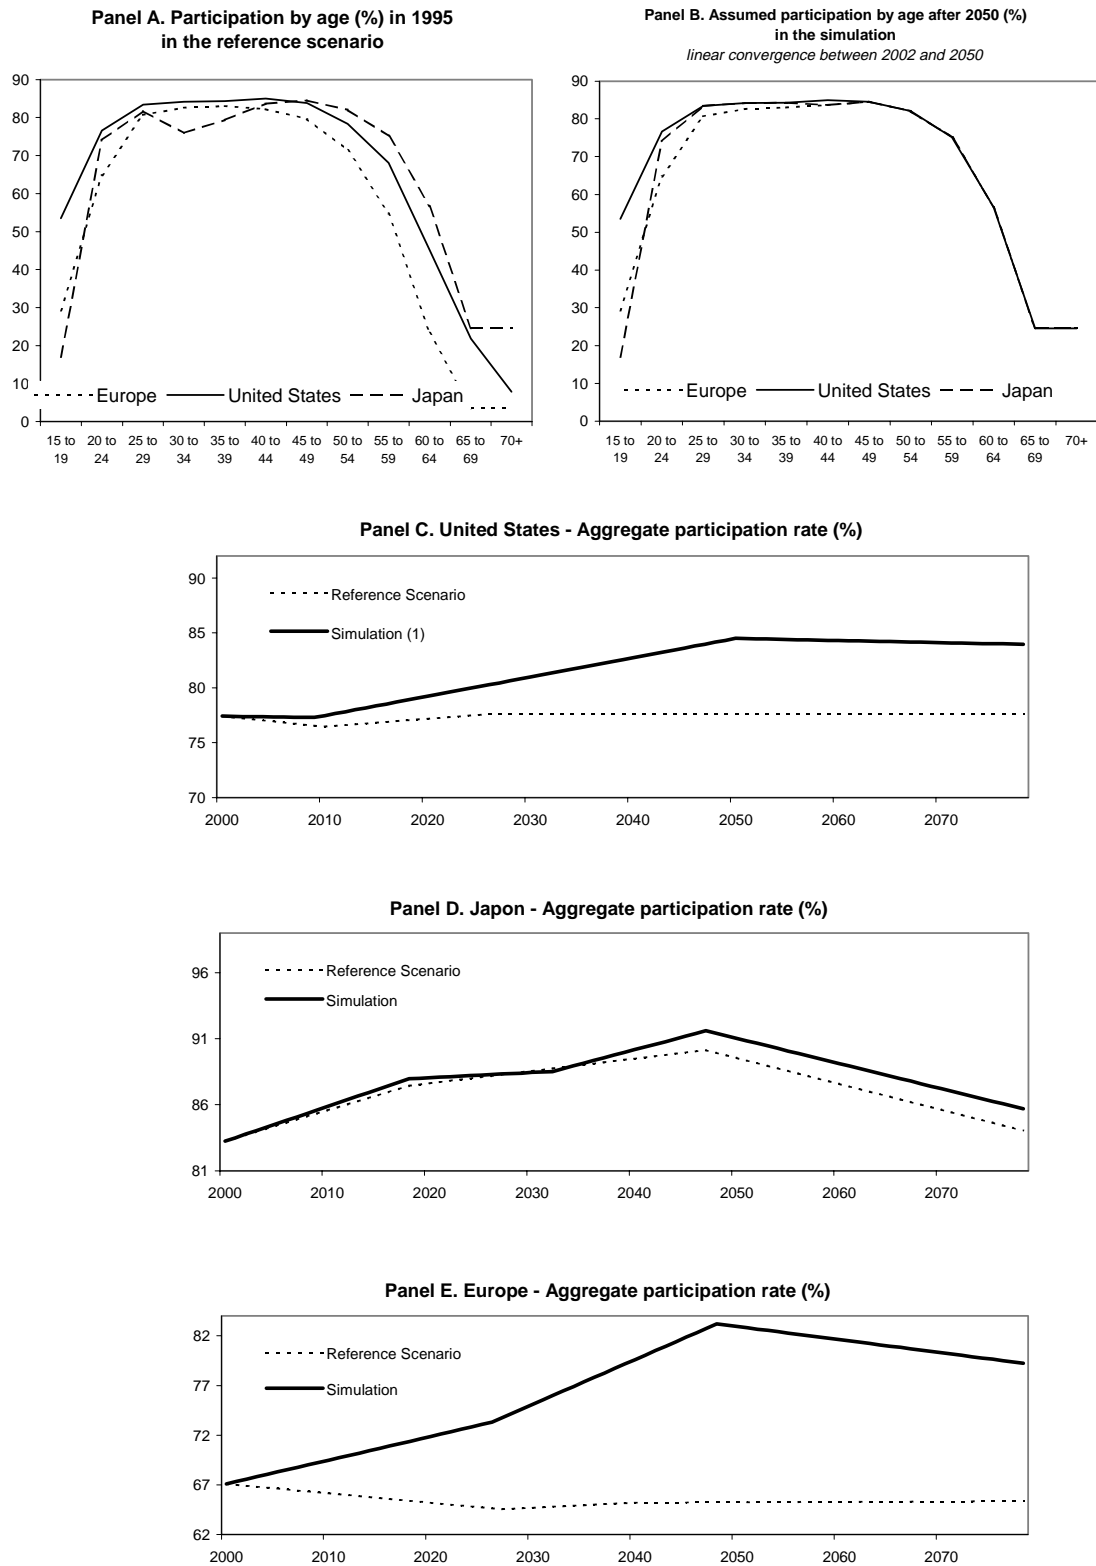 Panel A. Participation by age (%) in 1995
in the reference scenario
90
80
70
60
50
40
30
20
10
0
Europe United States Japan
15 to 20 to 25 to 30 to 35 to 40 to 45 to 50 to 55 to 60 to 65 to 70+
19 24 29 34 39 44 49 54 59 64 69
Panel B. Assumed participation by age after 2050 (%)
in the simulation
linear convergence between 2002 and 2050
90
80
70
60
50
40
30
20
10
0
Europe United States Japan
15 to 20 to 25 to 30 to 35 to 40 to 45 to 50 to 55 to 60 to 65 to 70+
19 24 29 34 39 44 49 54 59 64 69
Panel C. United States - Aggregate participation rate (%)
90
85
80
75
70
Reference Scenario
Simulation (1)
2000 2010 2020 2030 2040 2050 2060 2070
Panel D. Japon - Aggregate participation rate (%)
96
91
86
81
Reference Scenario
Simulation
2000 2010 2020 2030 2040 2050 2060 2070
Panel E. Europe - Aggregate participation rate (%)
82
77
72
67
62
Reference Scenario
Simulation
2000 2010 2020 2030 2040 2050 2060 2070